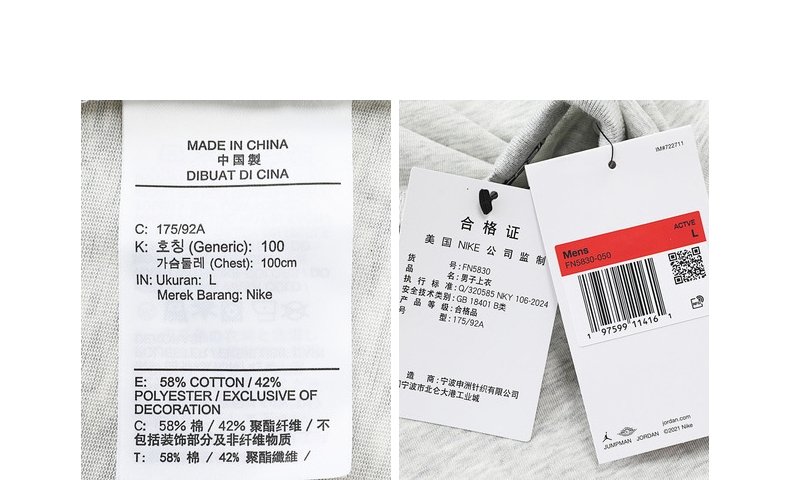 MADE IN CHINA
中国製
DIBUAT DI CINA
C: 175/92A
K: 호칭 (Generic): 100
가슴둘레 (Chest): 100cm
IN: Ukuran: L
Merek Barang: Nike
E: 58% COTTON / 42%
POLYESTER / EXCLUSIVE OF
DECORATION
C: 58% 棉 / 42% 聚酯纤维 / 不
包括装饰部分及非纤维物质
T: 58% 棉 / 42% 聚酯纖維 /
合格证
美国 NIKE 公司监制
货 号: FN5830
品 名: 男子上衣
执行标准: Q/320585 NKY 106-2024
安全技术类别: GB 18401 B类
产品等级: 合格品
号 型: 175/92A
造 商: 宁波申洲针织有限公司
宁波市北仑大港工业城
IM#722711
ACTVE
L
Mens
FN5830-050
1 97599 11416 1
jordan.com
JUMPMAN JORDAN ©2021 Nike